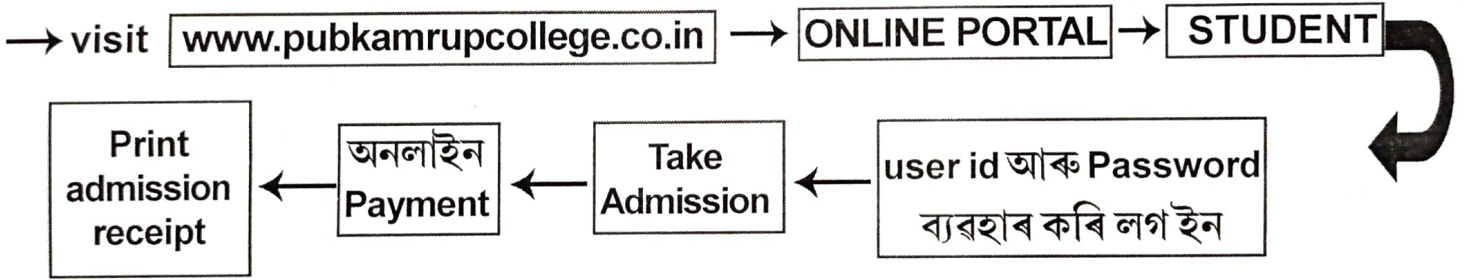 → visit www.pubkamrupcollege.co.in → ONLINE PORTAL → STUDENT
user id আৰু Password
ব্যৱহাৰ কৰি লগ ইন
Take
Admission
অনলাইন
Payment
Print
admission
receipt